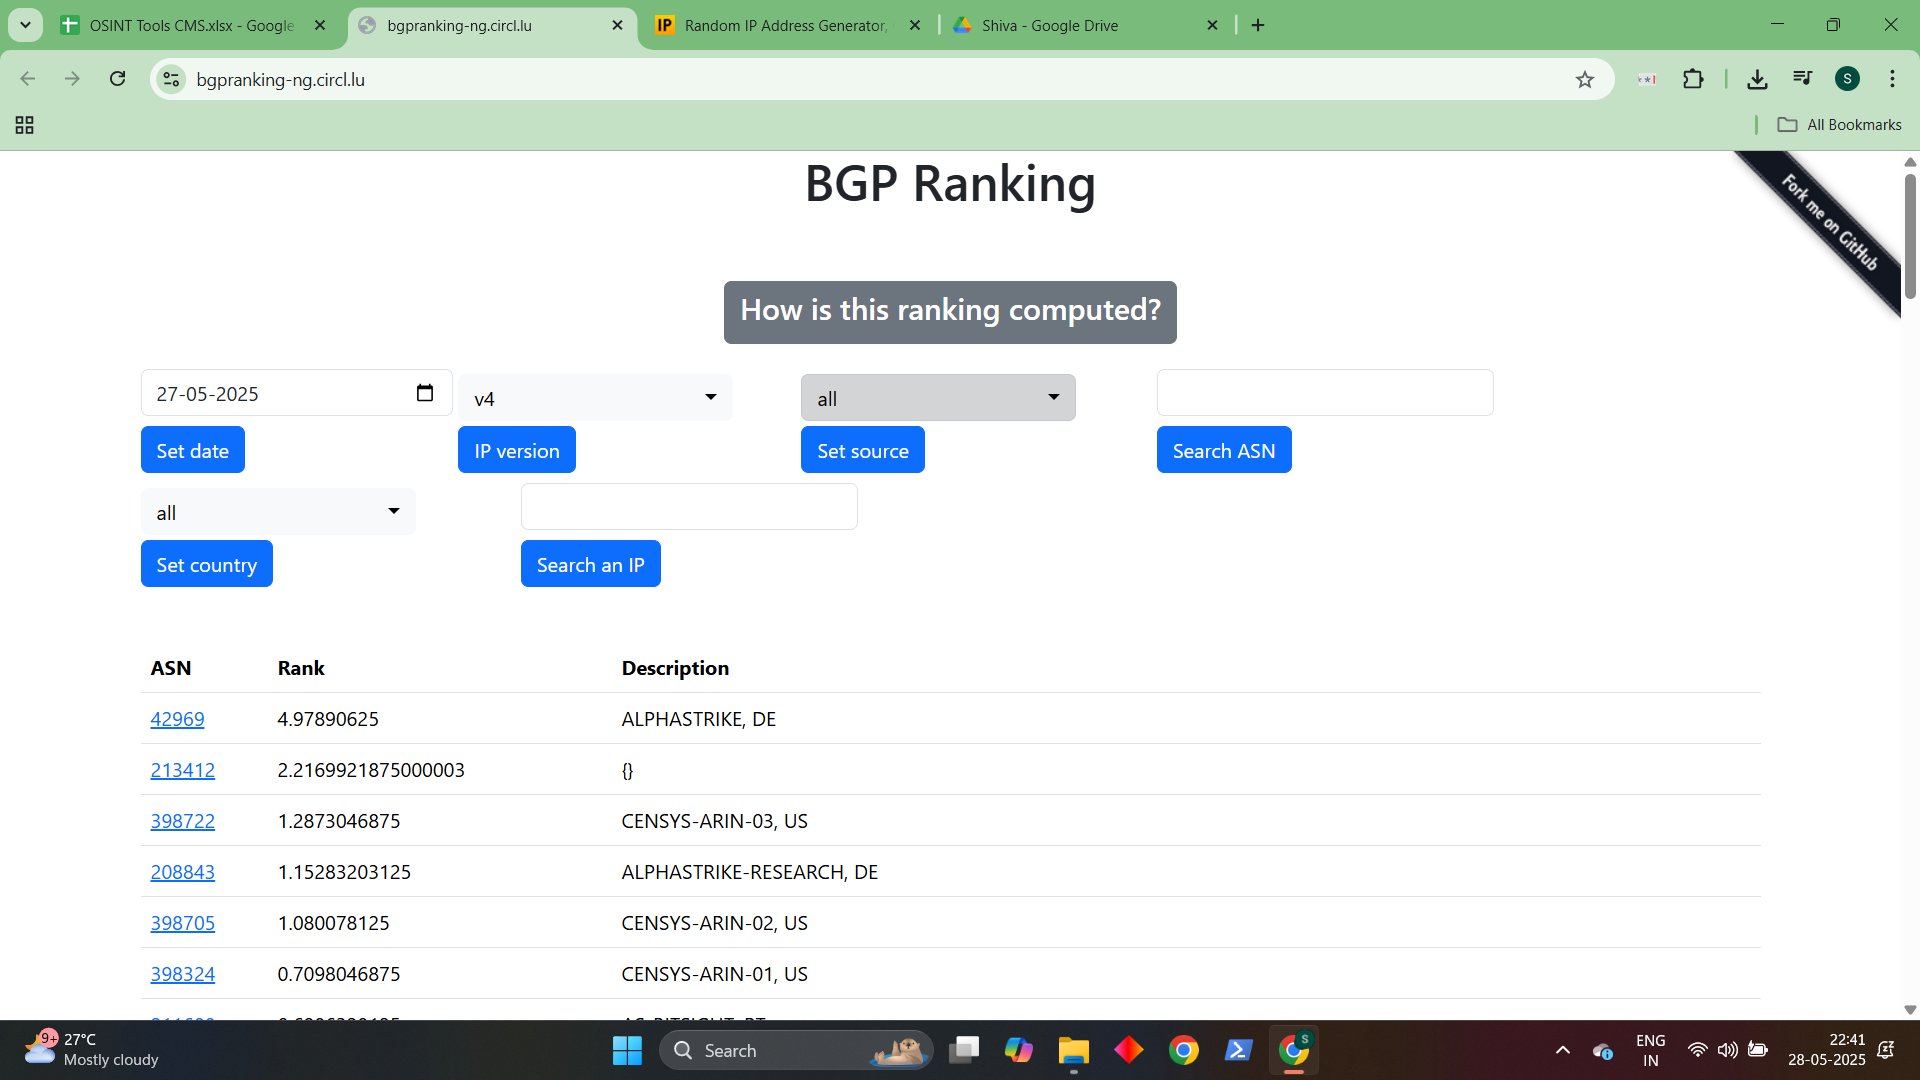 OSINT Tools CMS.xlsx - Google
bgpranking-ng.circl.lu
IP
Random IP Address Generator,
Shiva - Google Drive
bgpranking-ng.circl.lu
S
All Bookmarks
BGP Ranking
Fork me on GitHub
How is this ranking computed?
27-05-2025
v4
all
Set date
IP version
Set source
Search ASN
all
Set country
Search an IP
ASN Rank Description
42969 4.97890625 ALPHASTRIKE, DE
213412 2.2169921875000003 {}
398722 1.2873046875 CENSYS-ARIN-03, US
208843 1.15283203125 ALPHASTRIKE-RESEARCH, DE
398705 1.080078125 CENSYS-ARIN-02, US
398324 0.7098046875 CENSYS-ARIN-01, US
9+
27°C
Mostly cloudy
Search
S
ENG
IN
22:41
28-05-2025